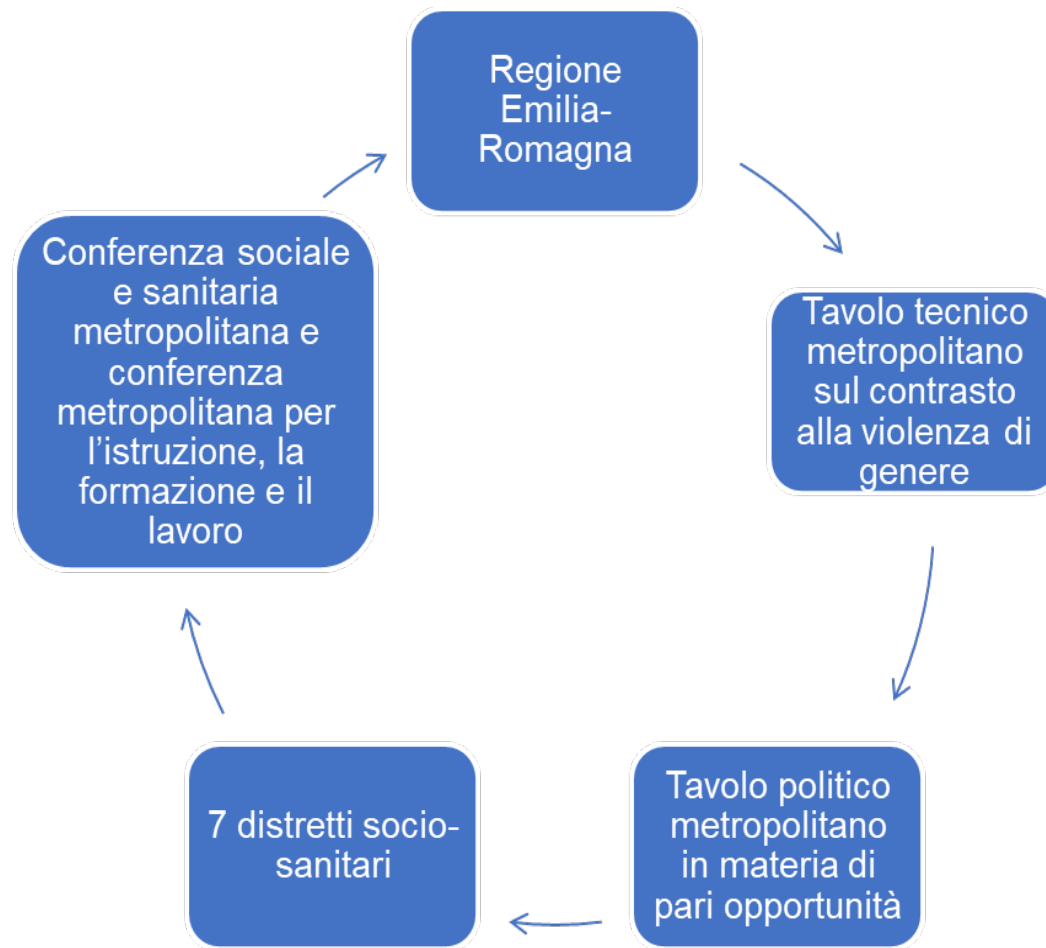 Regione
Emilia-
Romagna
Tavolo tecnico
metropolitano
sul contrasto
alla violenza di
genere
Tavolo politico
metropolitano
in materia di
pari opportunità
7 distretti socio-
sanitari
Conferenza sociale
e sanitaria
metropolitana e
conferenza
metropolitana per
l’istruzione, la
formazione e il
lavoro